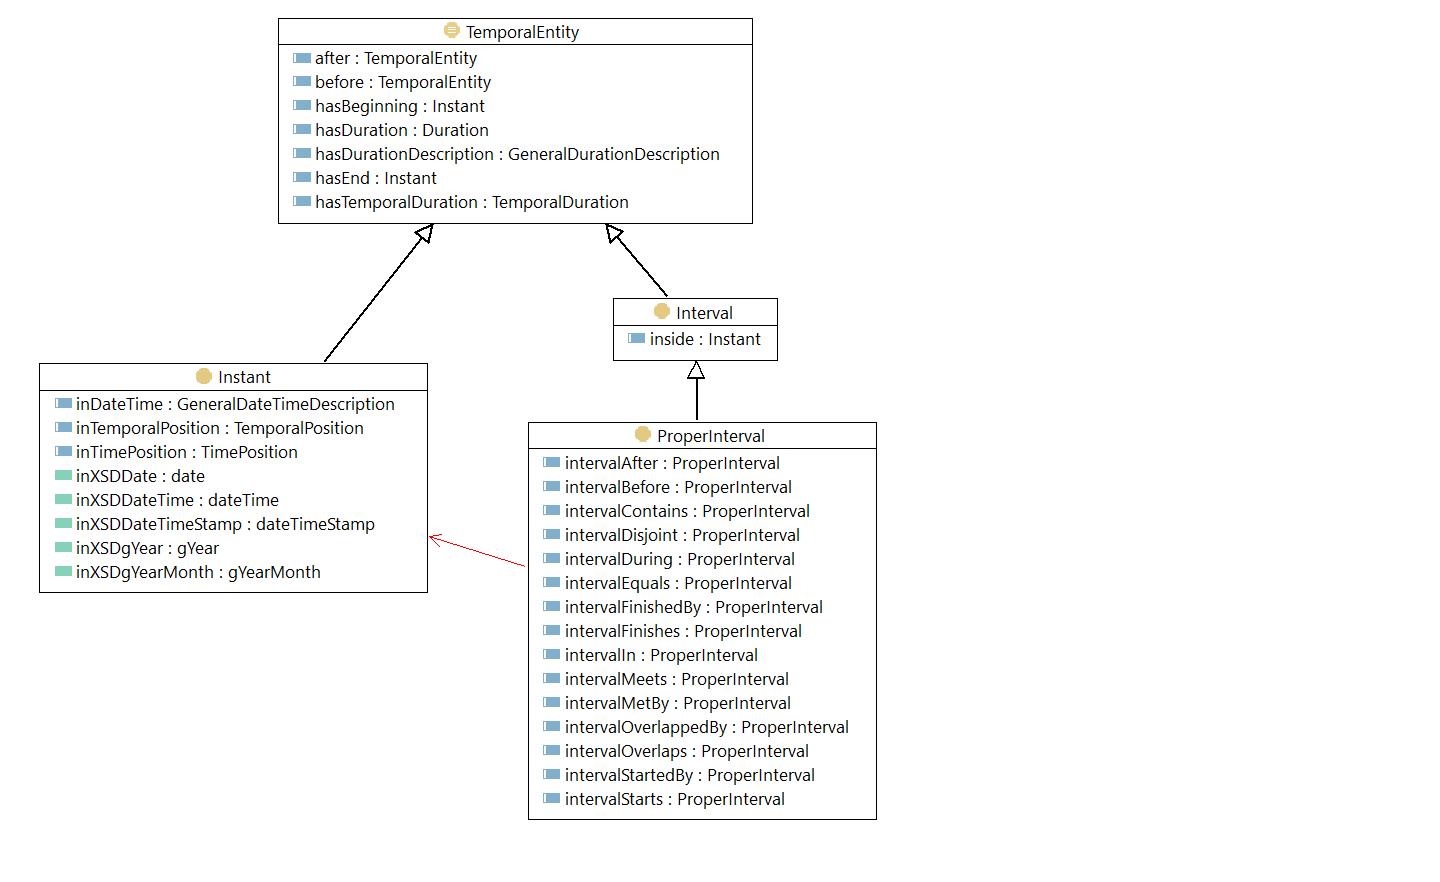 TemporalEntity
after : TemporalEntity
before : TemporalEntity
hasBeginning : Instant
hasDuration : Duration
hasDurationDescription : GeneralDurationDescription
hasEnd : Instant
hasTemporalDuration : TemporalDuration
Interval
inside : Instant
Instant
inDateTime : GeneralDateTimeDescription
inTemporalPosition : TemporalPosition
inTimePosition : TimePosition
inXSDDate : date
inXSDDateTime : dateTime
inXSDDateTimeStamp : dateTimeStamp
inXSDgYear : gYear
inXSDgYearMonth : gYearMonth
ProperInterval
intervalAfter : ProperInterval
intervalBefore : ProperInterval
intervalContains : ProperInterval
intervalDisjoint : ProperInterval
intervalDuring : ProperInterval
intervalEquals : ProperInterval
intervalFinishedBy : ProperInterval
intervalFinishes : ProperInterval
intervalIn : ProperInterval
intervalMeets : ProperInterval
intervalMetBy : ProperInterval
intervalOverlappedBy : ProperInterval
intervalOverlaps : ProperInterval
intervalStartedBy : ProperInterval
intervalStarts : ProperInterval